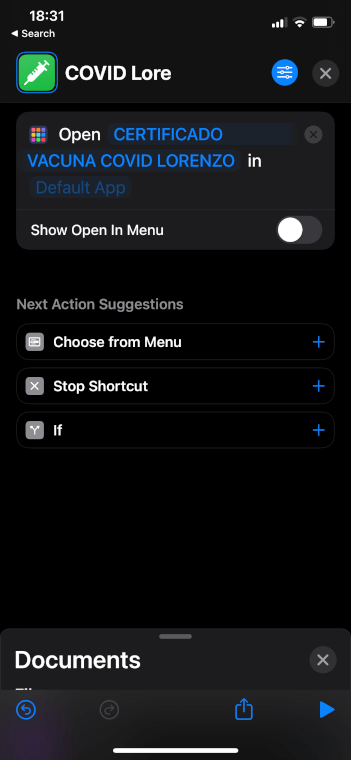 18:31
◀ Search
COVID Lore
Open CERTIFICADO
VACUNA COVID LORENZO in
Default App
Show Open In Menu
Next Action Suggestions
Choose from Menu
Stop Shortcut
If
Documents